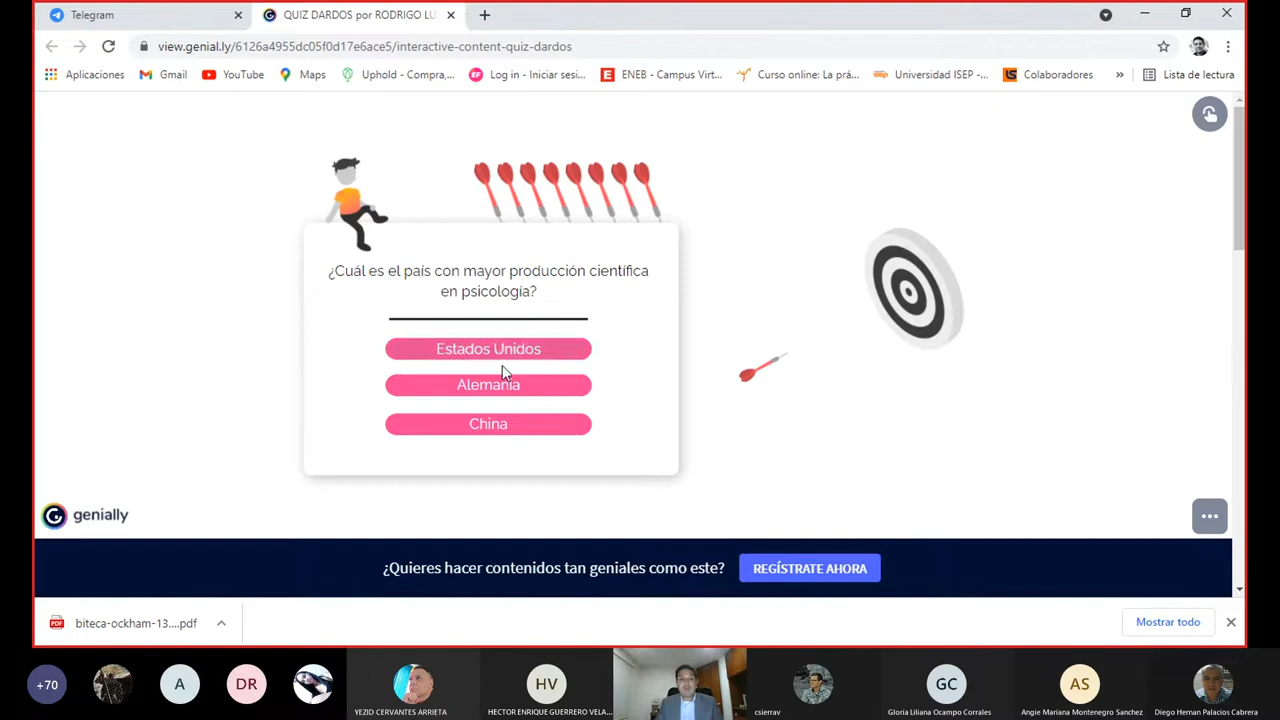 Telegram
QUIZ DARDOS por RODRIGO LU
view.genial.ly/6126a4955dc05f0d17e6ace5/interactive-content-quiz-dardos
Aplicaciones Gmail YouTube Maps Uphold - Compra,... Log in - Iniciar sesi... ENEB - Campus Virt... Curso online: La prá... Universidad ISEP -... Colaboradores » Lista de lectura
¿Cuál es el país con mayor producción científica
en psicología?
Estados Unidos
Alemania
China
genially
¿Quieres hacer contenidos tan geniales como este? REGÍSTRATE AHORA
biteca-ockham-13....pdf
Mostrar todo
+70
A
DR
HV
GC
AS
YEZID CERVANTES ARRIETA
HECTOR ENRIQUE GUERRERO VELA...
csierrav
Gloria Liliana Ocampo Corrales
Angie Mariana Montenegro Sanchez
Diego Hernan Palacios Cabrera